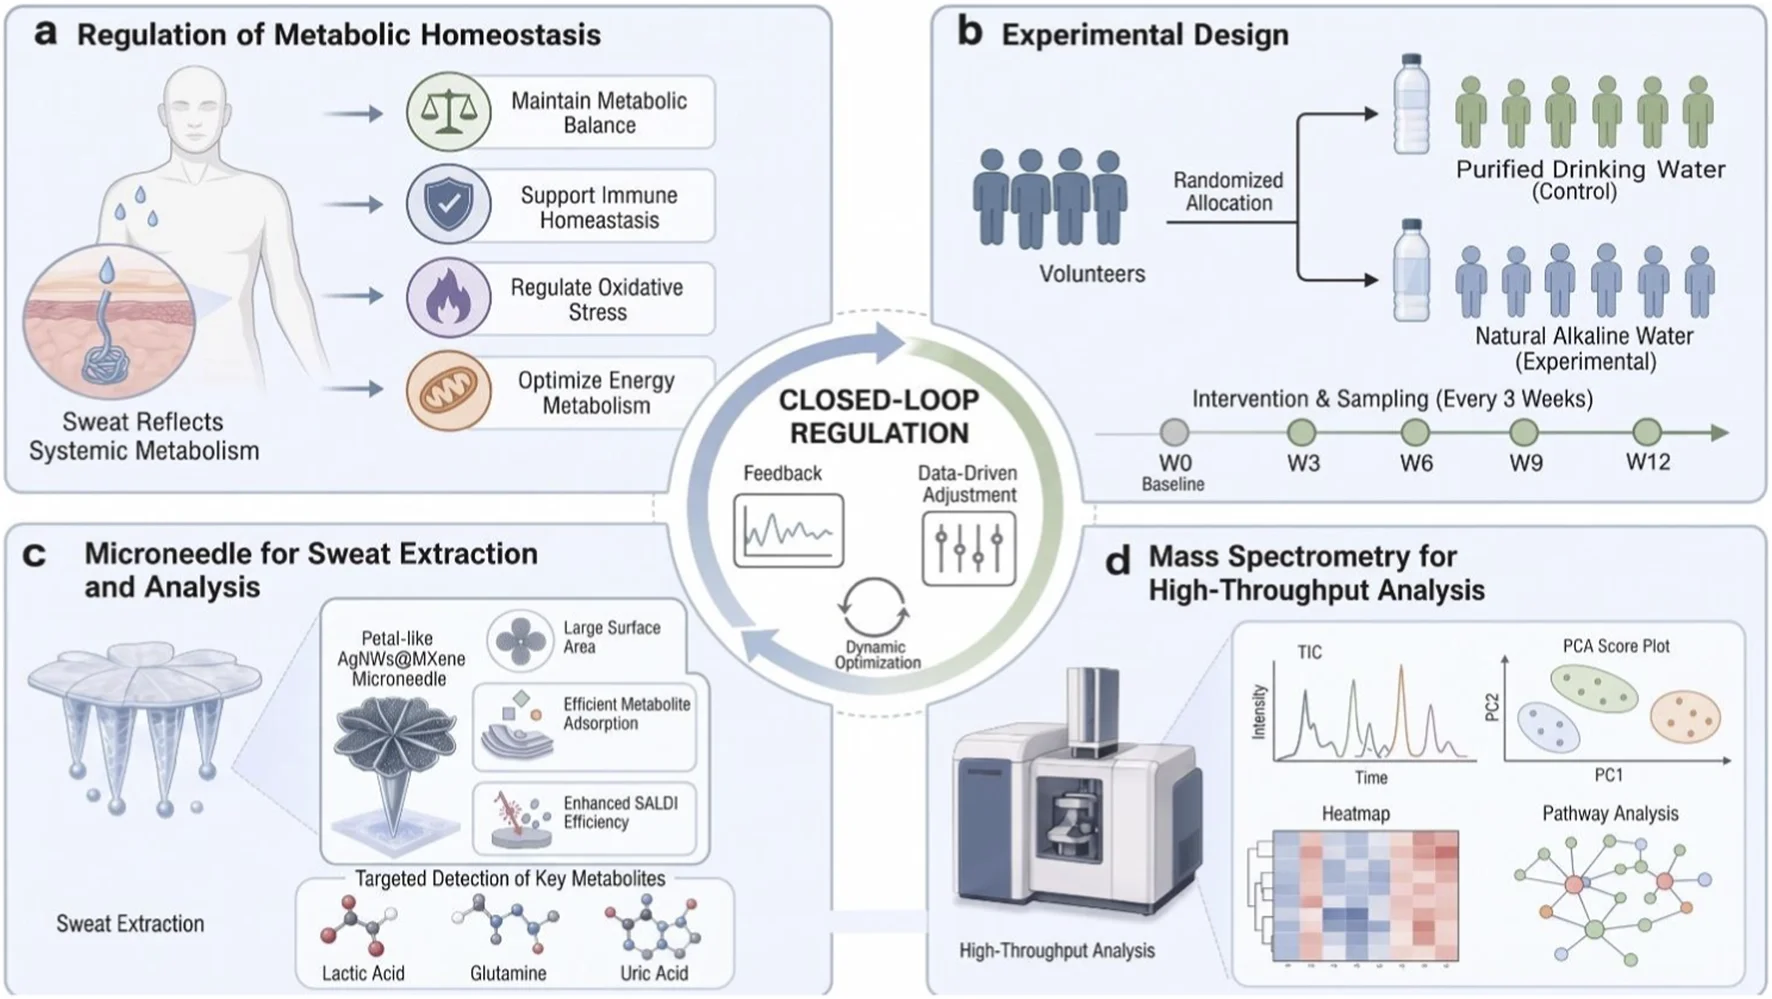 a Regulation of Metabolic Homeostasis
Maintain Metabolic
Balance
Support Immune
Homeastasis
Regulate Oxidative
Stress
Optimize Energy
Metabolism
Sweat Reflects
Systemic Metabolism
b Experimental Design
Volunteers
Randomized
Allocation
Purified Drinking Water
(Control)
Natural Alkaline Water
(Experimental)
Intervention & Sampling (Every 3 Weeks)
W0
Baseline
W3
W6
W9
W12
CLOSED-LOOP
REGULATION
Feedback
Data-Driven
Adjustment
Dynamic
Optimization
c Microneedle for Sweat Extraction
and Analysis
Petal-like
AgNWs@MXene
Microneedle
Large Surface
Area
Efficient Metabolite
Adsorption
Enhanced SALDI
Efficiency
Sweat Extraction
Targeted Detection of Key Metabolites
Lactic Acid
Glutamine
Uric Acid
d Mass Spectrometry for
High-Throughput Analysis
High-Throughput Analysis
TIC
Intensity
Time
PCA Score Plot
PC2
PC1
Heatmap
Pathway Analysis